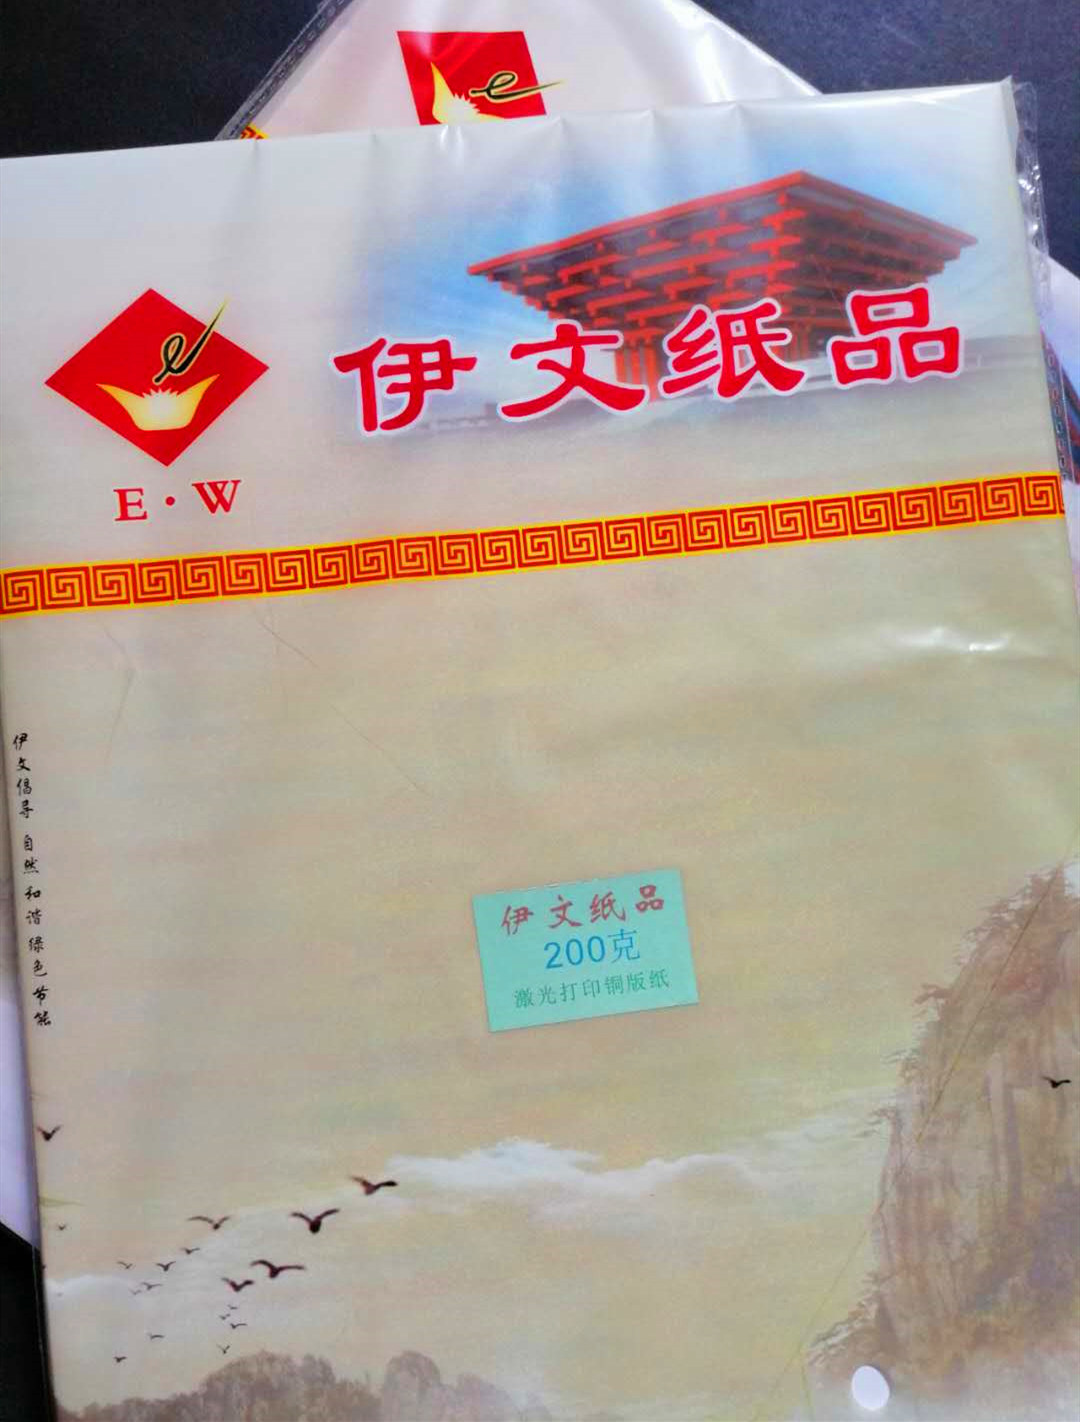 伊文纸品
E·W
伊文倡导 自然和谐绿色节能
伊文纸品
200克
激光打印铜版纸